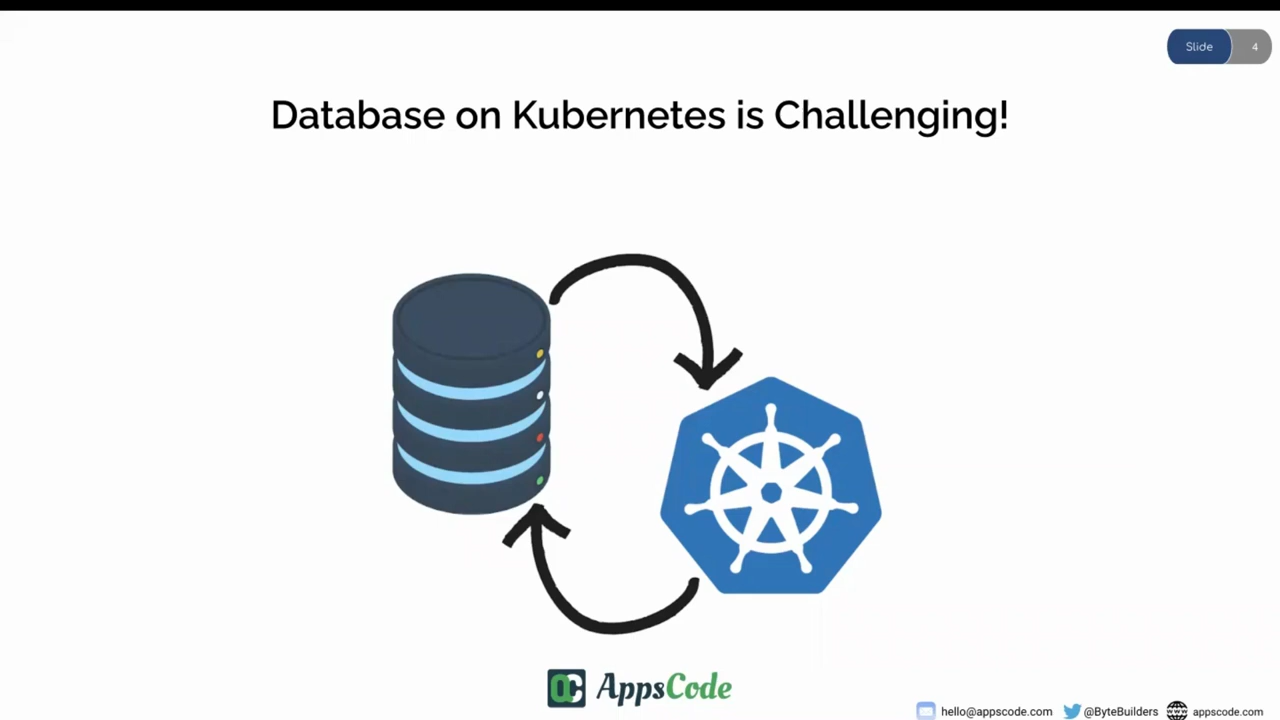 Slide 4
Database on Kubernetes is Challenging!
AppsCode
hello@appscode.com @ByteBuilders appscode.com